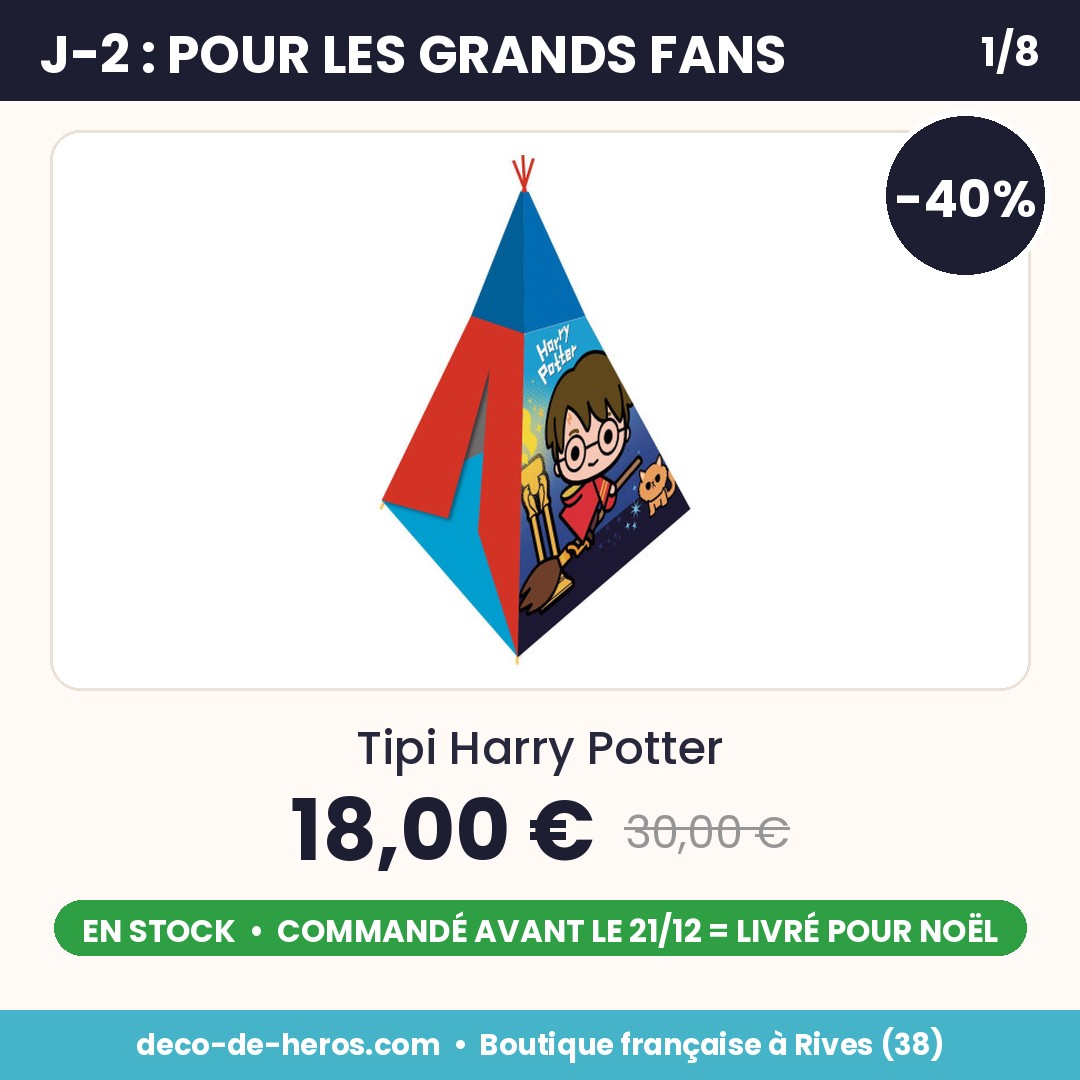 J-2 : POUR LES GRANDS FANS
1/8
-40%
Harry
Potter
Tipi Harry Potter
18,00 € 30,00 €
EN STOCK • COMMANDÉ AVANT LE 21/12 = LIVRÉ POUR NOËL
deco-de-heros.com • Boutique française à Rives (38)